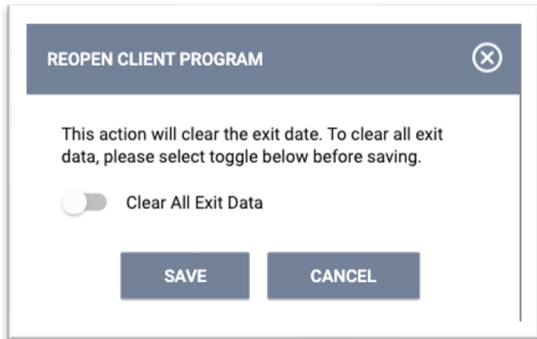 REOPEN CLIENT PROGRAM
This action will clear the exit date. To clear all exit
data, please select toggle below before saving.
Clear All Exit Data
SAVE
CANCEL